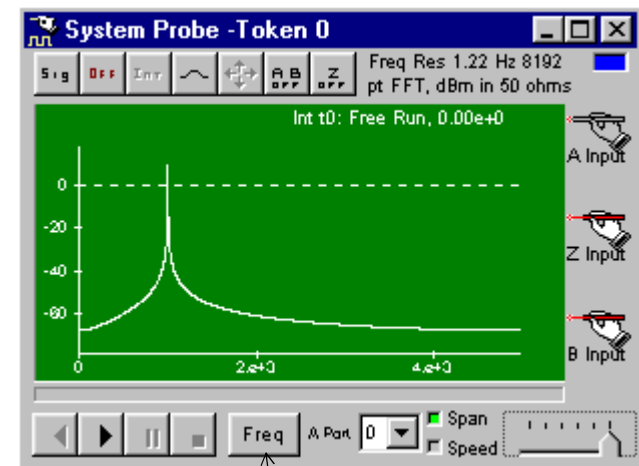 System Probe -Token 0
Sig OFF Int AB OFF Z OFF
Freq Res 1.22 Hz 8192
pt FFT, dBm in 50 ohms
Int t0: Free Run, 0.00e+0
A Input
0
-20
Z Input
-40
-60
B Input
0 2.e+3 4.e+3
Freq A Part 0 Span
Speed